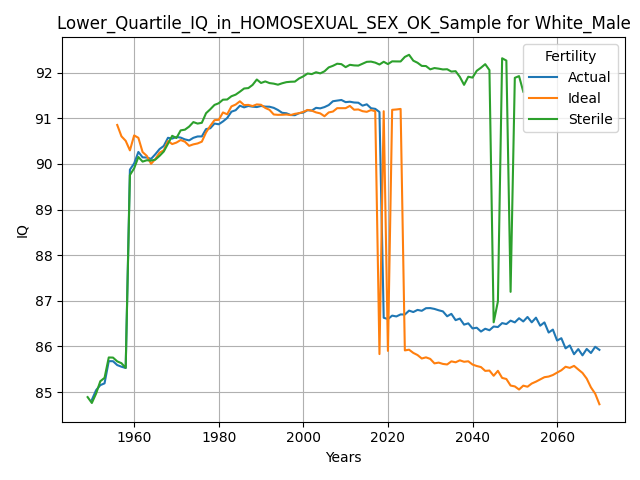 Lower_Quartile_IQ_in_HOMOSEXUAL_SEX_OK_Sample for White_Male
Fertility
Actual
Ideal
Sterile
92
91
90
89
88
87
86
85
IQ
1960
1980
2000
2020
2040
2060
Years